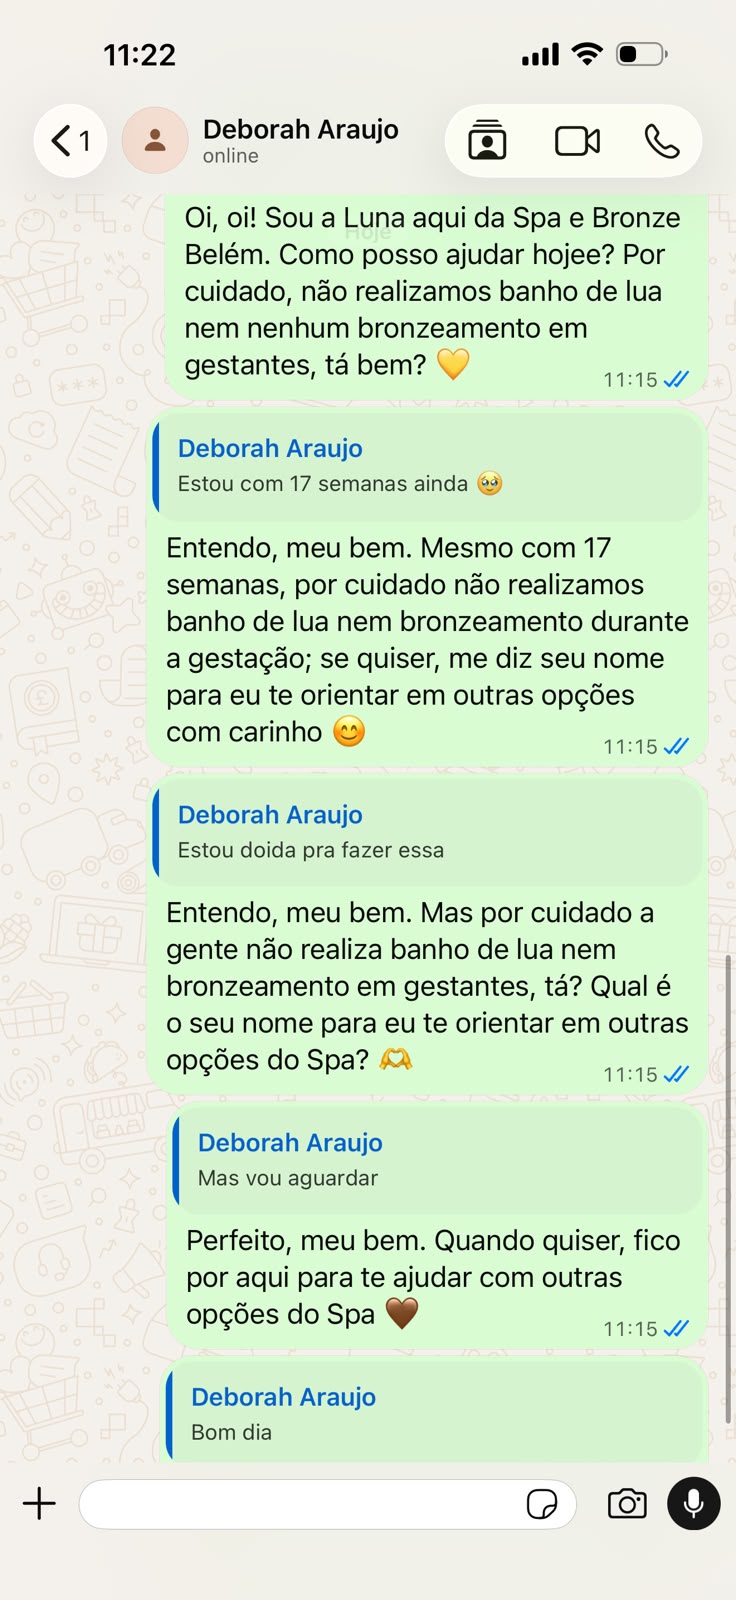 11:22
1
Deborah Araujo
online
Hoje
Oi, oi! Sou a Luna aqui da Spa e Bronze
Belém. Como posso ajudar hojee? Por
cuidado, não realizamos banho de lua
nem nenhum bronzeamento em
gestantes, tá bem? 💛
11:15
Deborah Araujo
Estou com 17 semanas ainda 🥹
Entendo, meu bem. Mesmo com 17
semanas, por cuidado não realizamos
banho de lua nem bronzeamento durante
a gestação; se quiser, me diz seu nome
para eu te orientar em outras opções
com carinho 😊
11:15
Deborah Araujo
Estou doida pra fazer essa
Entendo, meu bem. Mas por cuidado a
gente não realiza banho de lua nem
bronzeamento em gestantes, tá? Qual é
o seu nome para eu te orientar em outras
opções do Spa? 🫶
11:15
Deborah Araujo
Mas vou aguardar
Perfeito, meu bem. Quando quiser, fico
por aqui para te ajudar com outras
opções do Spa 🤎
11:15
Deborah Araujo
Bom dia